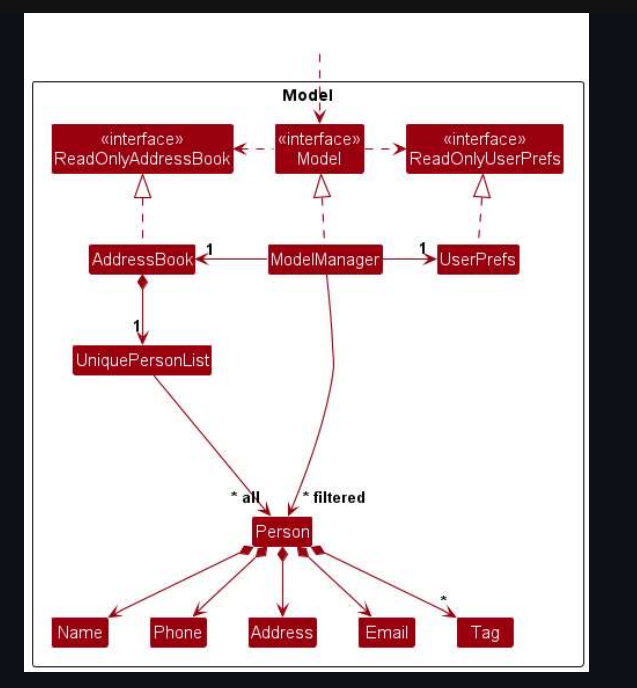 Model
«interface»
ReadOnlyAddressBook
«interface»
Model
«interface»
ReadOnlyUserPrefs
AddressBook
1
ModelManager
1
UserPrefs
1
UniquePersonList
* all
* filtered
Person
*
Name
Phone
Address
Email
Tag